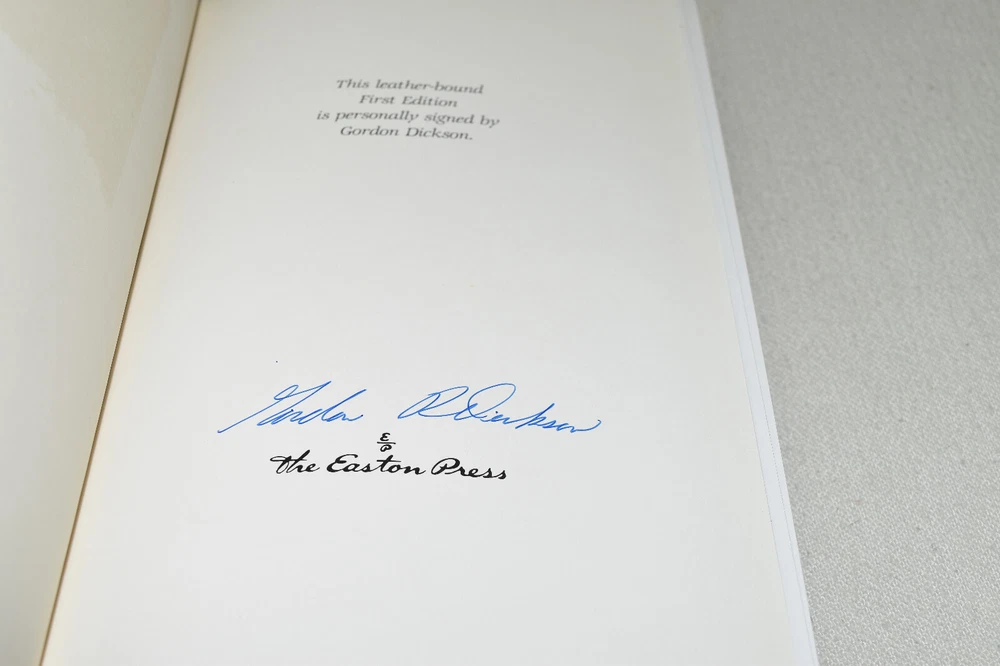 This leather-bound
First Edition
is personally signed by
Gordon Dickson.
Gordon R Dickson
E
P
The Easton Press